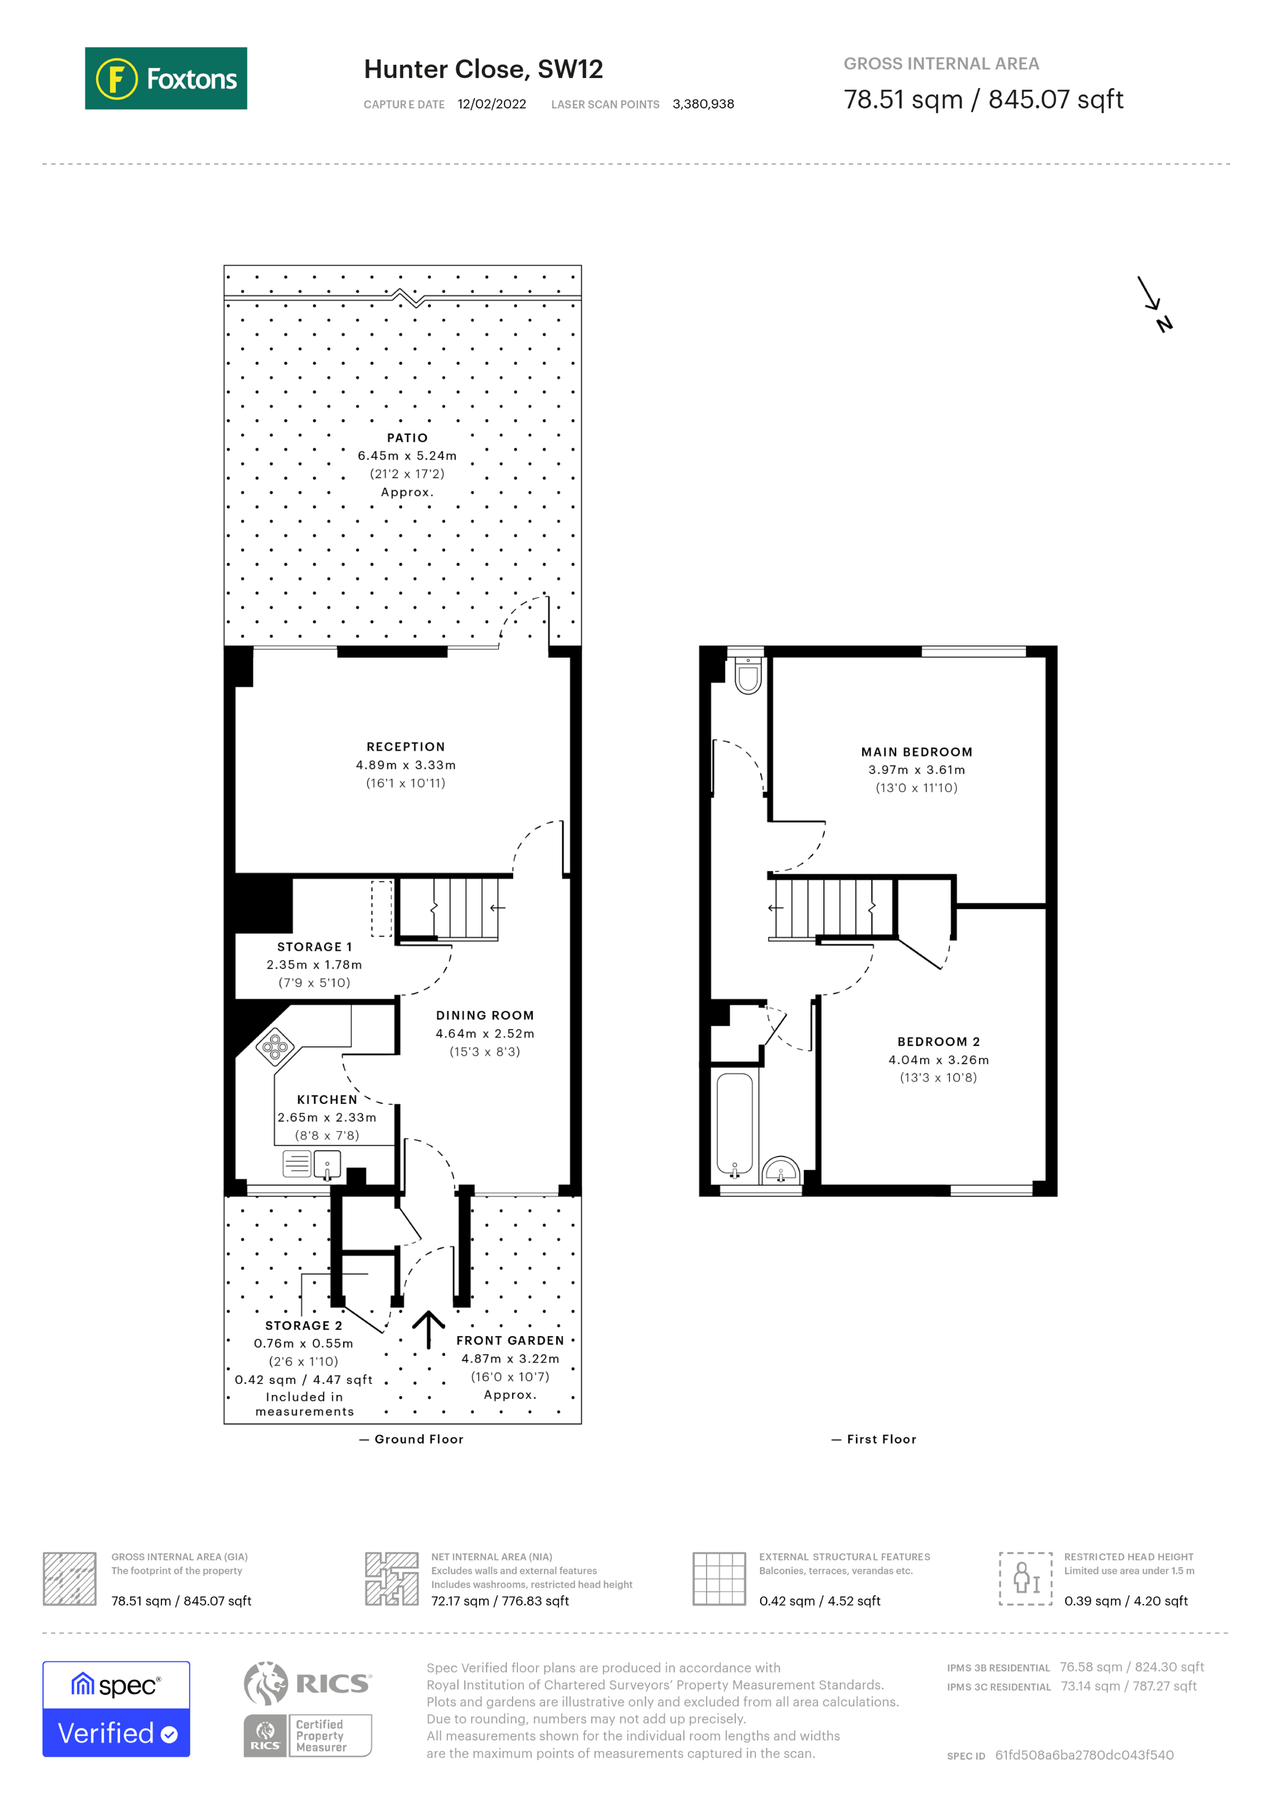 Foxtons
Hunter Close, SW12
CAPTURE DATE 12/02/2022 LASER SCAN POINTS 3,380,938
GROSS INTERNAL AREA
78.51 sqm / 845.07 sqft
N
PATIO
6.45m x 5.24m
(21'2 x 17'2)
Approx.
RECEPTION
4.89m x 3.33m
(16'1 x 10'11)
STORAGE 1
2.35m x 1.78m
(7'9 x 5'10)
DINING ROOM
4.64m x 2.52m
(15'3 x 8'3)
KITCHEN
2.65m x 2.33m
(8'8 x 7'8)
STORAGE 2
0.76m x 0.55m
(2'6 x 1'10)
0.42 sqm / 4.47 sqft
Included in
measurements
FRONT GARDEN
4.87m x 3.22m
(16'0 x 10'7)
Approx.
— Ground Floor
MAIN BEDROOM
3.97m x 3.61m
(13'0 x 11'10)
BEDROOM 2
4.04m x 3.26m
(13'3 x 10'8)
— First Floor
GROSS INTERNAL AREA (GIA)
The footprint of the property
78.51 sqm / 845.07 sqft
NET INTERNAL AREA (NIA)
Excludes walls and external features
Includes washrooms, restricted head height
72.17 sqm / 776.83 sqft
EXTERNAL STRUCTURAL FEATURES
Balconies, terraces, verandas etc.
0.42 sqm / 4.52 sqft
RESTRICTED HEAD HEIGHT
Limited use area under 1.5 m
0.39 sqm / 4.20 sqft
spec®
Verified
RICS
RICS
Certified
Property
Measurer
Spec Verified floor plans are produced in accordance with
Royal Institution of Chartered Surveyors' Property Measurement Standards.
Plots and gardens are illustrative only and excluded from all area calculations.
Due to rounding, numbers may not add up precisely.
All measurements shown for the individual room lengths and widths
are the maximum points of measurements captured in the scan.
IPMS 3B RESIDENTIAL 76.58 sqm / 824.30 sqft
IPMS 3C RESIDENTIAL 73.14 sqm / 787.27 sqft
SPEC ID 61fd508a6ba2780dc043f540